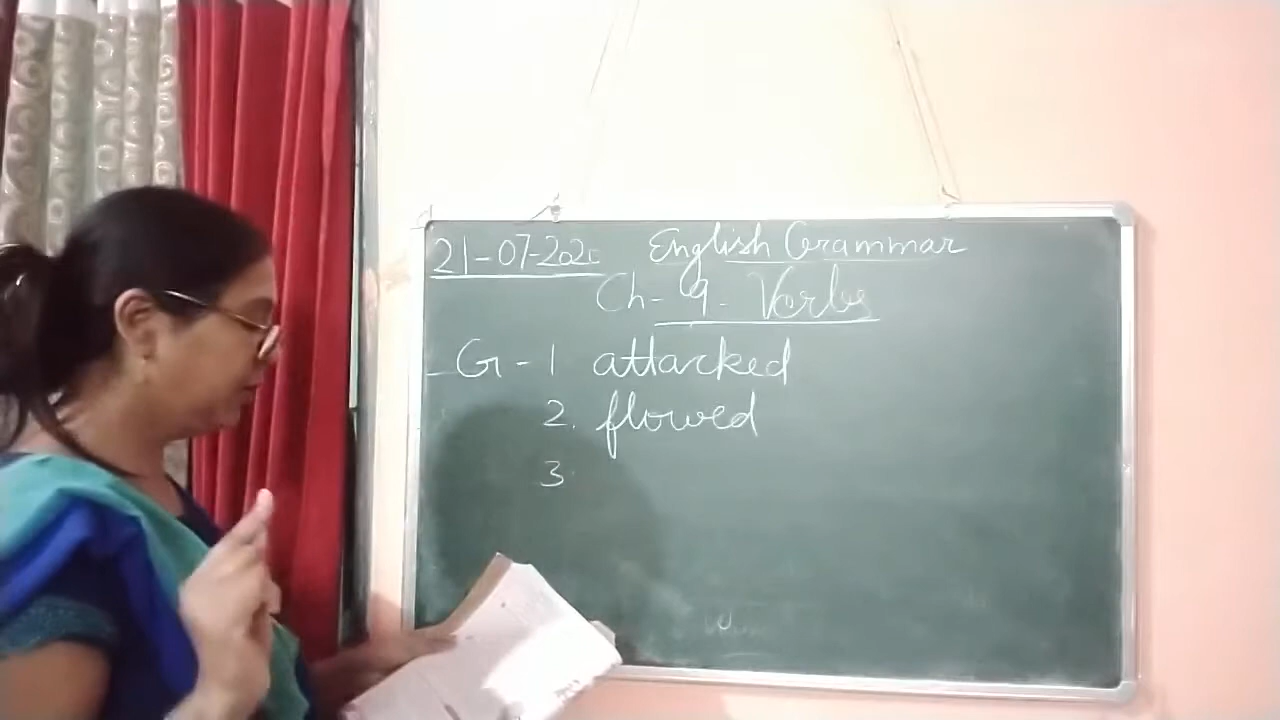 21-07-2020 English Grammar
Ch-9- Verbs
G-1 attacked
2. flowed
3